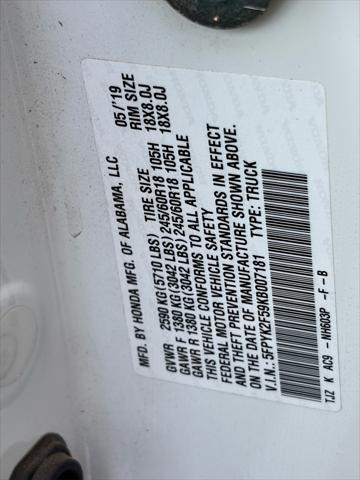 MFD. BY HONDA MFG. OF ALABAMA, LLC 05/'19
TIRE SIZE RIM SIZE
GVWR 2590 KG (5710 LBS)
GAWR F 1380 KG (3042 LBS) 245/60R18 105H 18X8.0J
GAWR R 1380 KG (3042 LBS) 245/60R18 105H 18X8.0J
THIS VEHICLE CONFORMS TO ALL APPLICABLE
FEDERAL MOTOR VEHICLE SAFETY
AND THEFT PREVENTION STANDARDS IN EFFECT
ON THE DATE OF MANUFACTURE SHOWN ABOVE.
V.I.N.: 5FPYK2F59KB007181 TYPE: TRUCK
TJZ K AC9 -NH603P -F -B